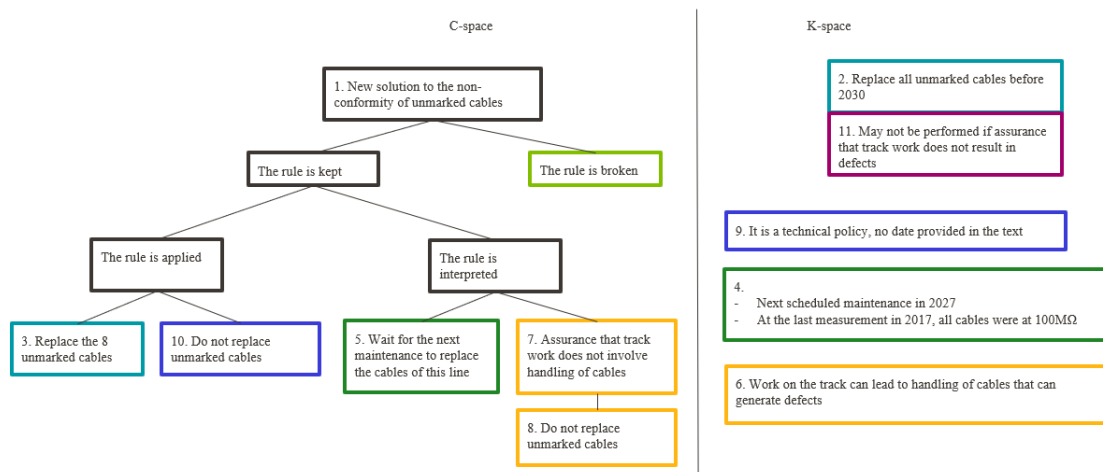 C-space
K-space
1. New solution to the non-
conformity of unmarked cables
2. Replace all unmarked cables before
2030
11. May not be performed if assurance
that track work does not result in
defects
The rule is kept
The rule is broken
9. It is a technical policy, no date provided in the text
The rule is applied
The rule is
interpreted
4.
- Next scheduled maintenance in 2027
- At the last measurement in 2017, all cables were at 100MΩ
3. Replace the 8
unmarked cables
10. Do not replace
unmarked cables
5. Wait for the next
maintenance to replace
the cables of this line
7. Assurance that track
work does not involve
handling of cables
6. Work on the track can lead to handling of cables that can
generate defects
8. Do not replace
unmarked cables